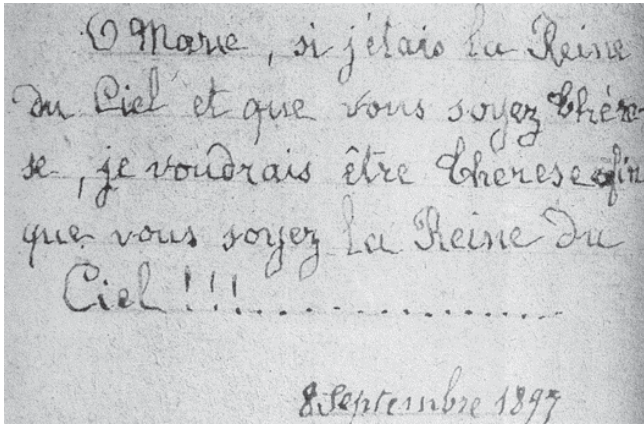 O Marie, si j'étais la Reine
du Ciel et que vous soyez Thérè-
se, je voudrais être Thérèse afin
que vous soyez la Reine du
Ciel !!!................
8 Septembre 1897